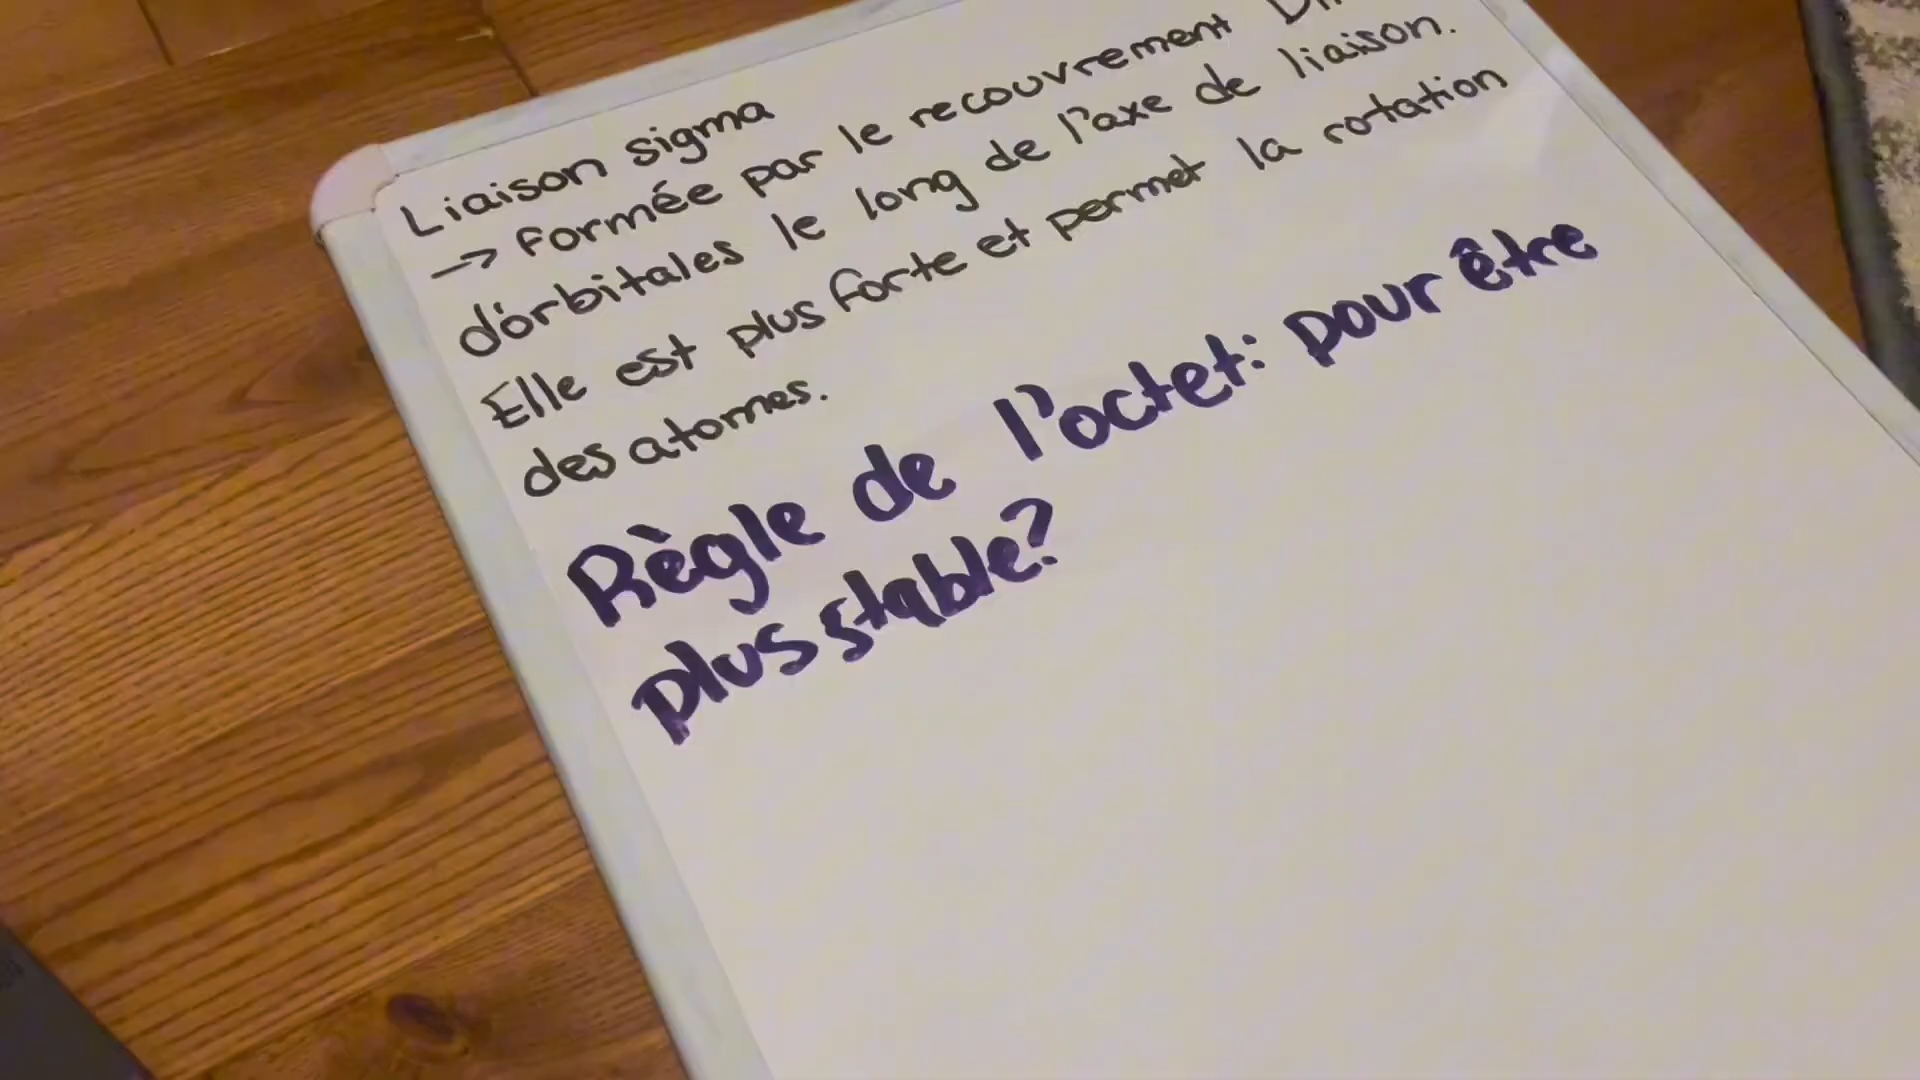 Liaison sigma
→ Formée par le recouvrement
d'orbitales le long de l'axe de liaison.
Elle est plus forte et permet la rotation
des atomes.
Règle de l'octet: pour être
plus stable?